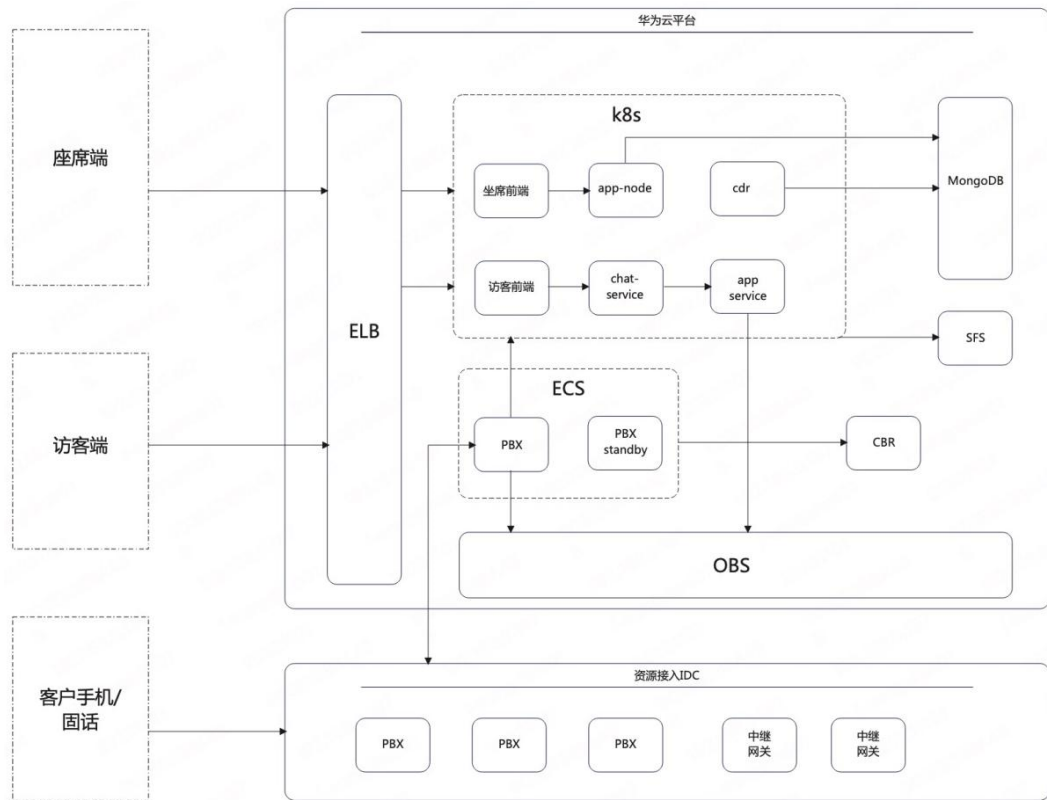 华为云平台
座席端
k8s
坐席前端
app-node
cdr
MongoDB
访客前端
chat-
service
app
service
ELB
SFS
访客端
ECS
PBX
PBX
standby
CBR
OBS
客户手机/
固话
资源接入IDC
PBX
PBX
PBX
中继
网关
中继
网关